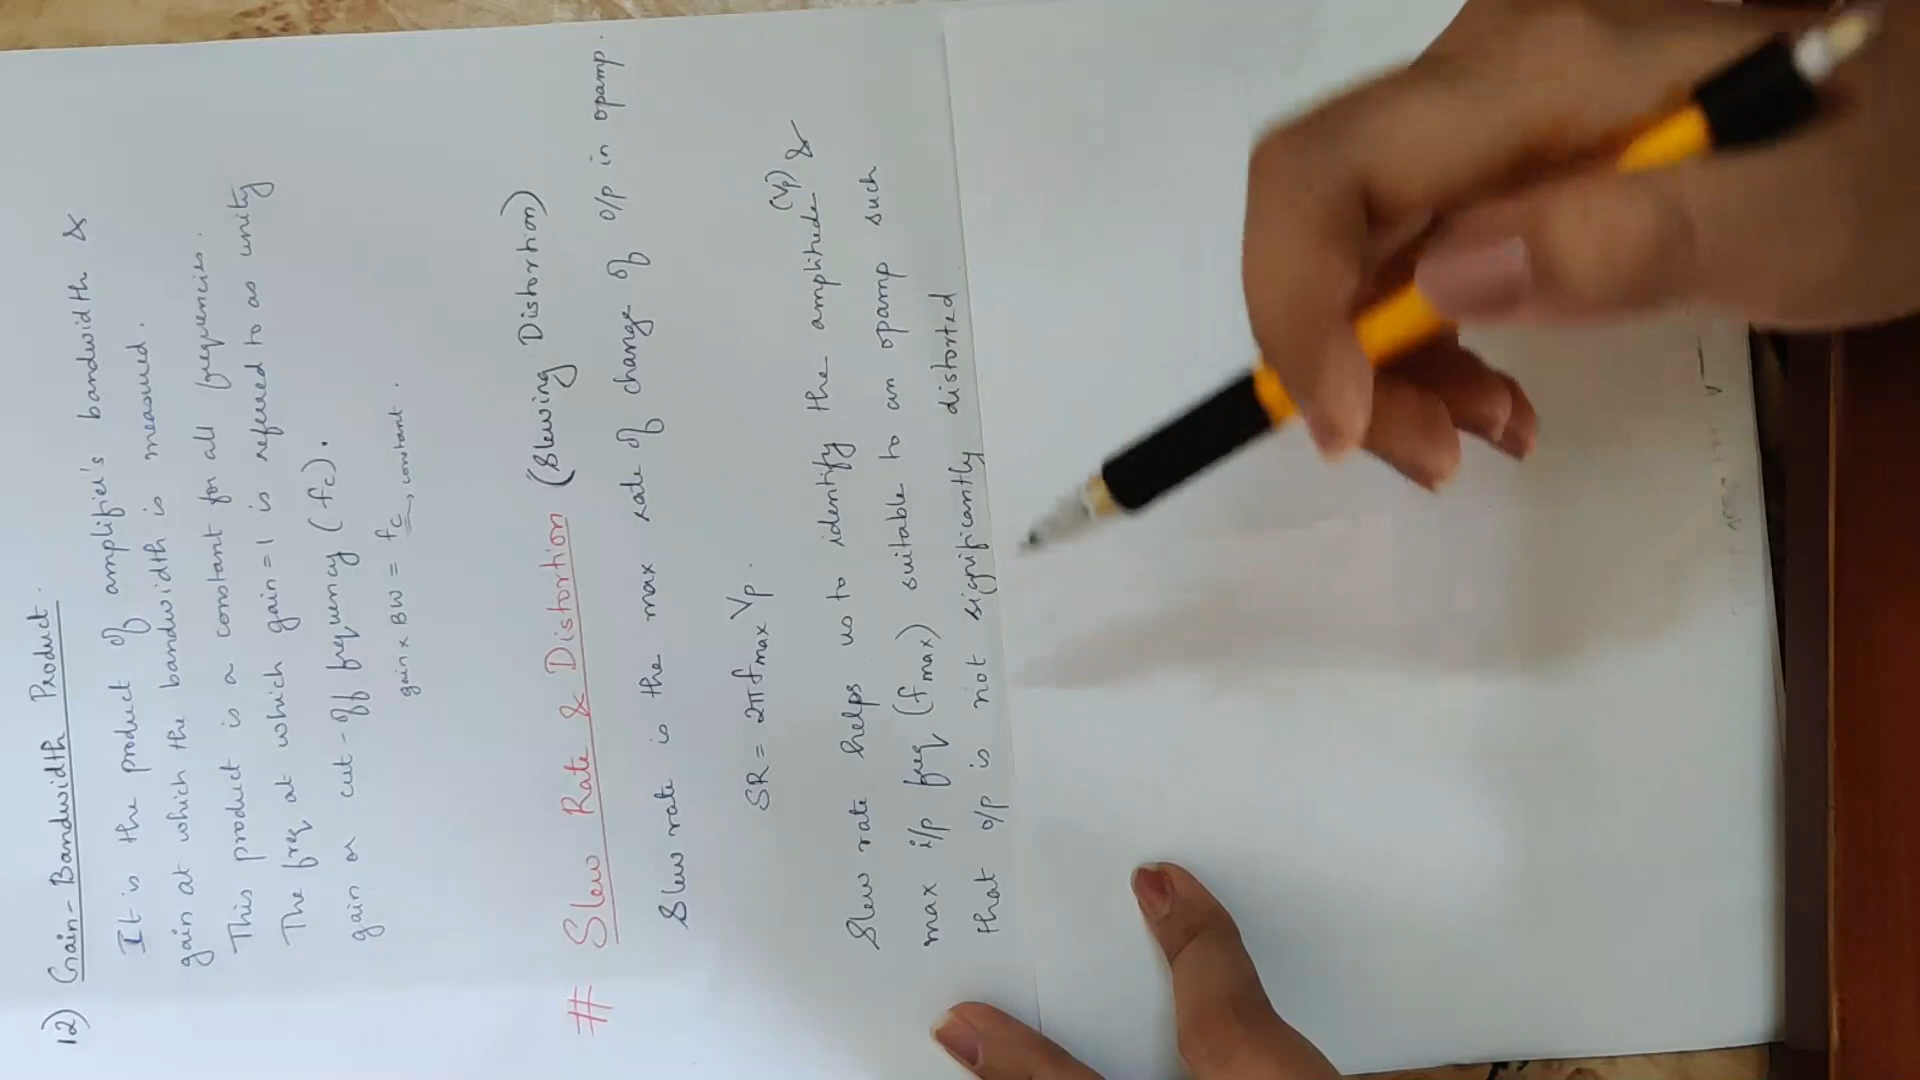 12) Gain-Bandwidth Product.
It is the product of amplifier's bandwidth &
gain at which the bandwidth is measured.
This product is a constant for all frequencies.
The freq at which gain=1 is referred to as unity
gain or cut-off frequency (fc).
gain x BW = fc → constant.
# Slew Rate & Distortion (Slewing Distortion)
Slew rate is the max rate of change of o/p in opamp.
SR = 2πfmax Vp.
Slew rate helps us to identify the amplitude (Vp) &
max i/p freq (fmax) suitable to an opamp such
that o/p is not significantly distorted